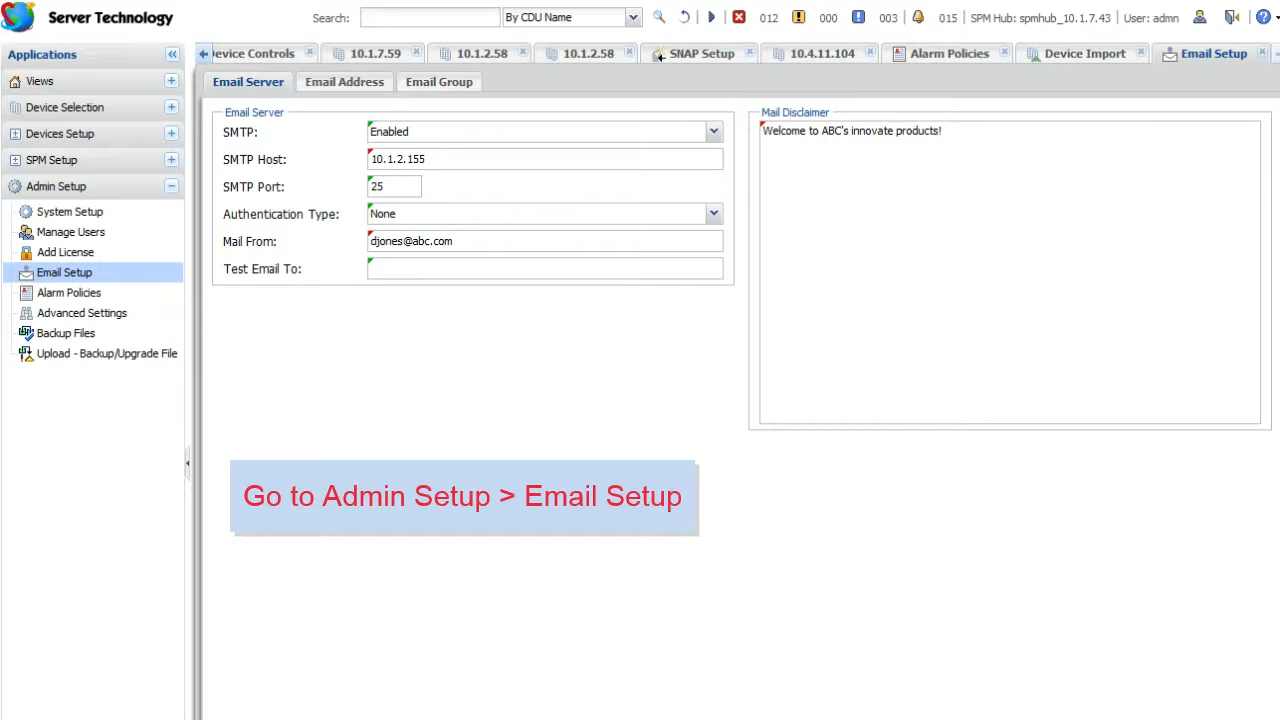 Server Technology
Search:
By CDU Name
012
000
003
015
SPM Hub: spmhub_10.1.7.43
User: admn
Applications
Device Controls
10.1.7.59
10.1.2.58
10.1.2.58
SNAP Setup
10.4.11.104
Alarm Policies
Device Import
Email Setup
Views
Device Selection
Devices Setup
SPM Setup
Admin Setup
System Setup
Manage Users
Add License
Email Setup
Alarm Policies
Advanced Settings
Backup Files
Upload - Backup/Upgrade File
Email Server
Email Address
Email Group
Email Server
SMTP:
Enabled
SMTP Host:
10.1.2.155
SMTP Port:
25
Authentication Type:
None
Mail From:
djones@abc.com
Test Email To:
Mail Disclaimer
Welcome to ABC's innovate products!
Go to Admin Setup > Email Setup